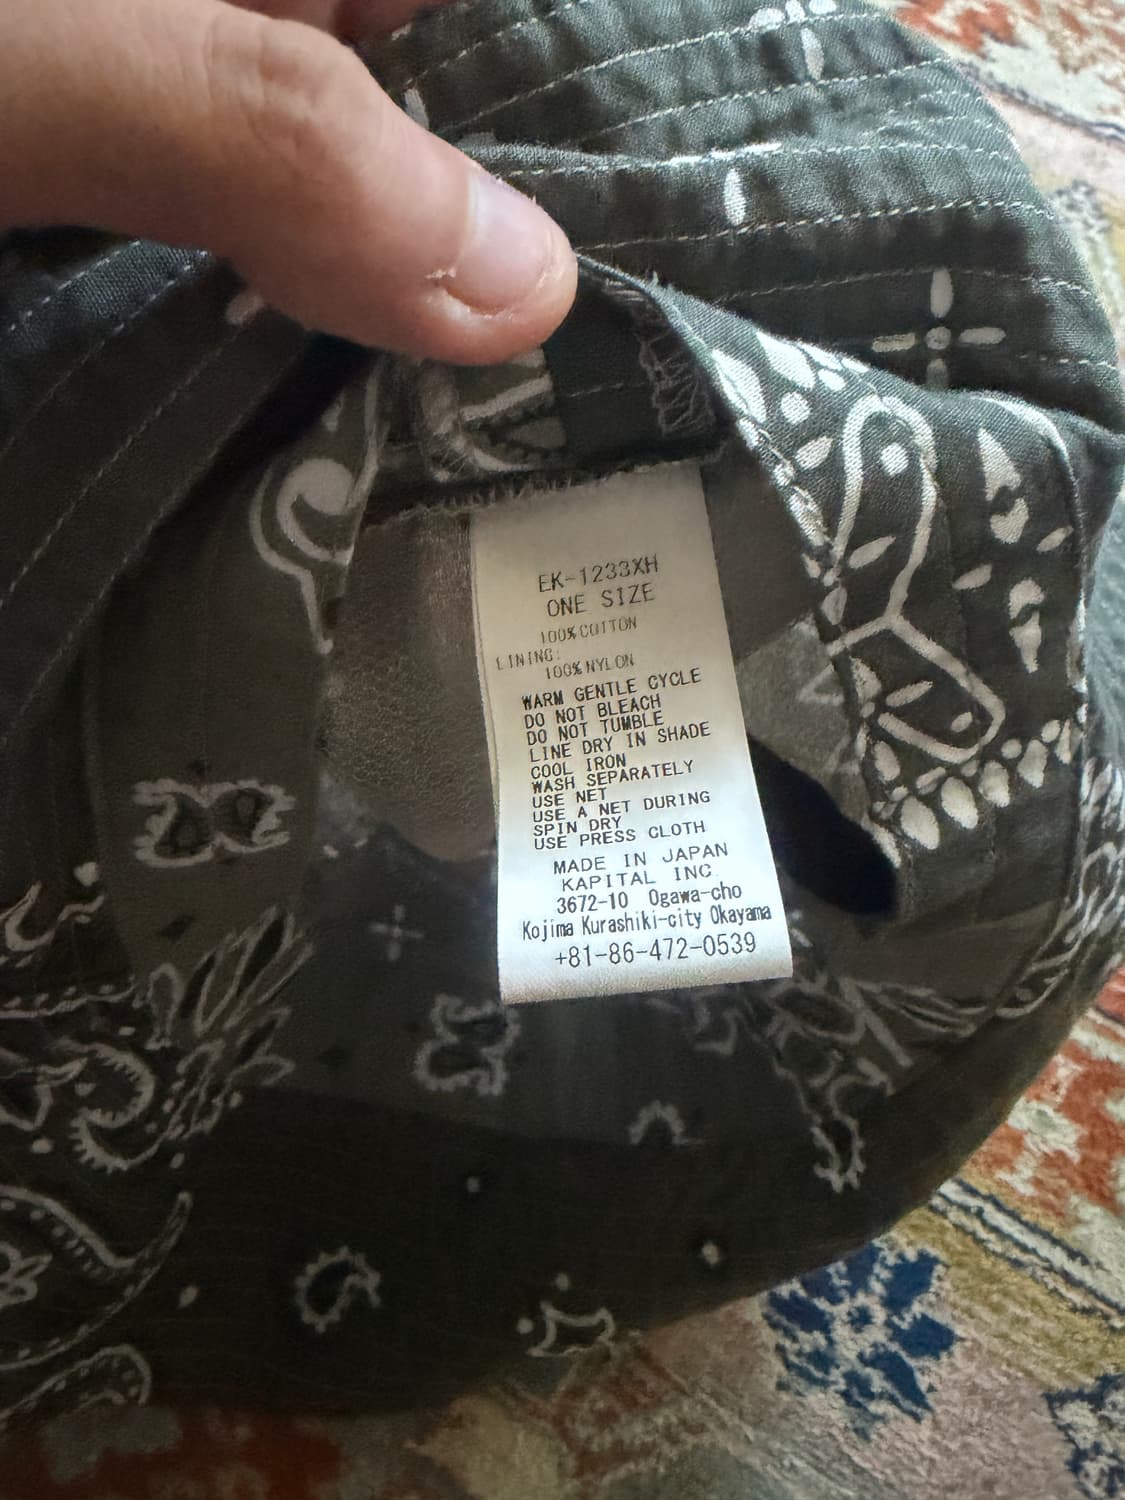 EK-1233XH
ONE SIZE
100%COTTON
LINING:
100%NYLON
WARM GENTLE CYCLE
DO NOT BLEACH
DO NOT TUMBLE
LINE DRY IN SHADE
COOL IRON
WASH SEPARATELY
USE NET
USE A NET DURING
SPIN DRY
USE PRESS CLOTH
MADE IN JAPAN
KAPITAL INC.
3672-10 Ogawa-cho
Kojima Kurashiki-city Okayama
+81-86-472-0539